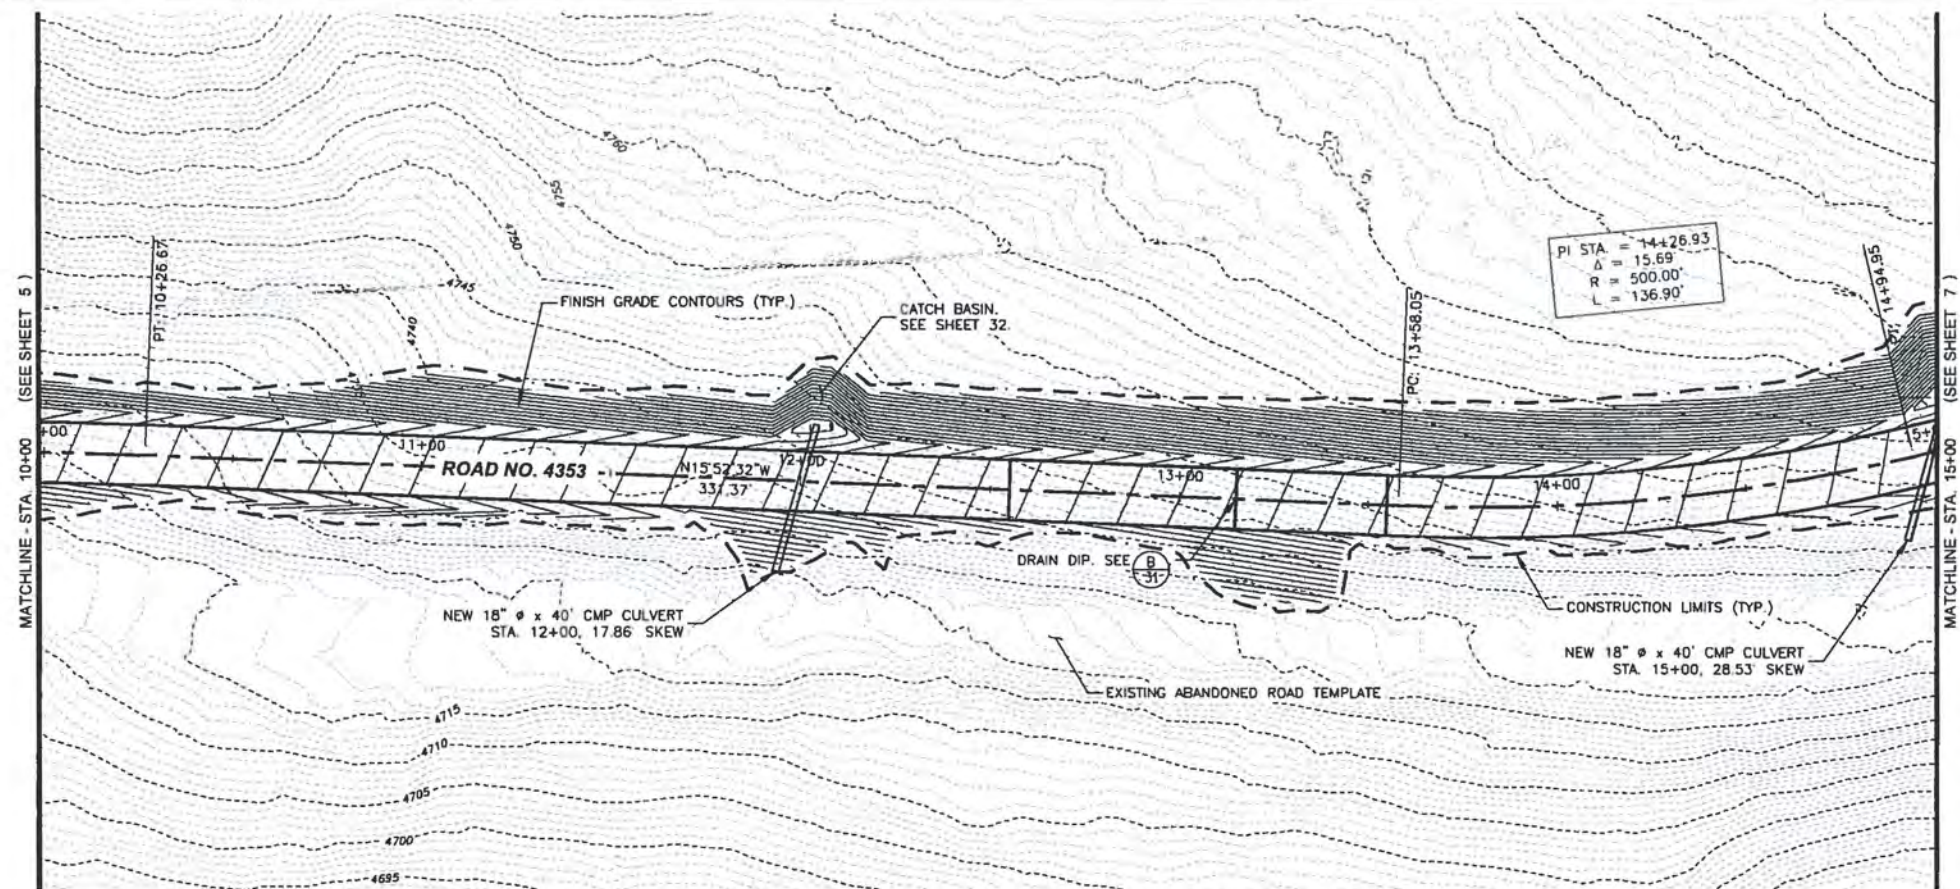 MATCHLINE - STA. 10+00 (SEE SHEET 5)
4760
4755
4750
4745
4740
PT: 10+26.67
FINISH GRADE CONTOURS (TYP.)
CATCH BASIN.
SEE SHEET 32.
PI STA. = 14+26.93
Δ = 15.69°
R = 500.00'
L = 136.90'
PC: 13+58.05
PT: 14+94.95
MATCHLINE - STA. 15+00 (SEE SHEET 7)
+00
11+00
ROAD NO. 4353
N15°52'32"W
331.37'
12+00
13+00
14+00
15+
DRAIN DIP. SEE
B
31
NEW 18" ø x 40' CMP CULVERT
STA. 12+00, 17.86° SKEW
CONSTRUCTION LIMITS (TYP.)
NEW 18" ø x 40' CMP CULVERT
STA. 15+00, 28.53° SKEW
EXISTING ABANDONED ROAD TEMPLATE
4715
4710
4705
4700
4695